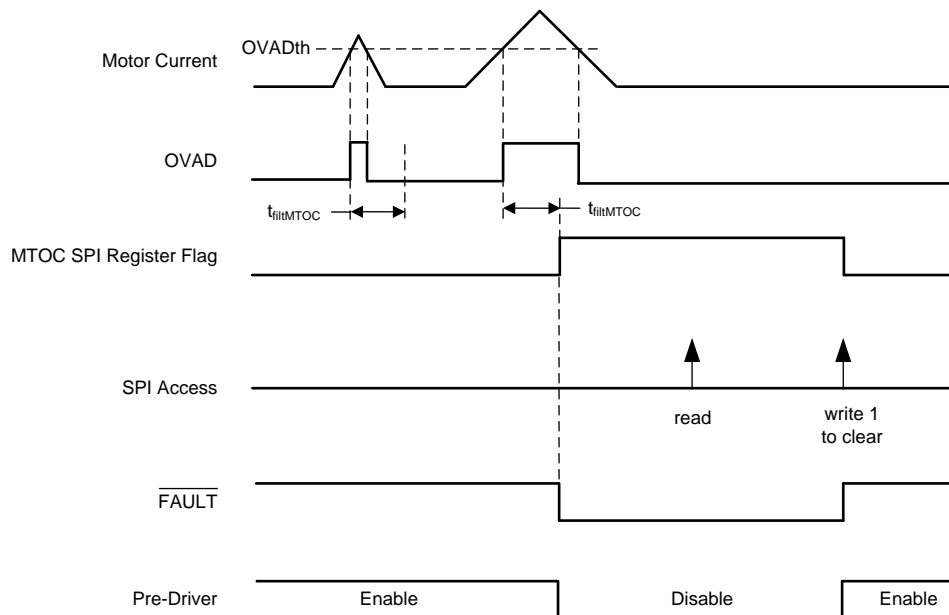 OVADth
Motor Current
OVAD
tfiltMTOC
tfiltMTOC
MTOC SPI Register Flag
SPI Access
read
write 1
to clear
FAULT
Pre-Driver
Enable
Disable
Enable